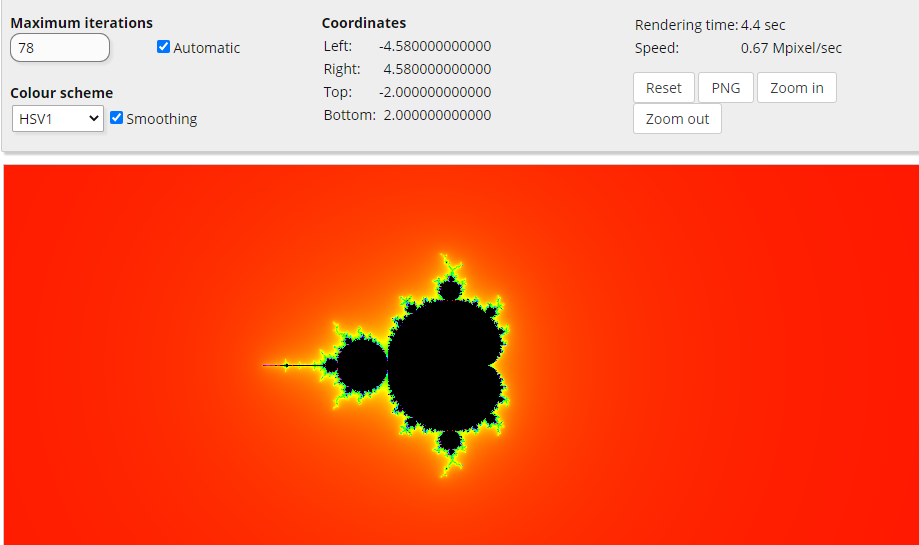 Maximum iterations
78
Automatic
Colour scheme
HSV1
Smoothing
Coordinates
Left: -4.580000000000
Right: 4.580000000000
Top: -2.000000000000
Bottom: 2.000000000000
Rendering time: 4.4 sec
Speed: 0.67 Mpixel/sec
Reset PNG Zoom in
Zoom out